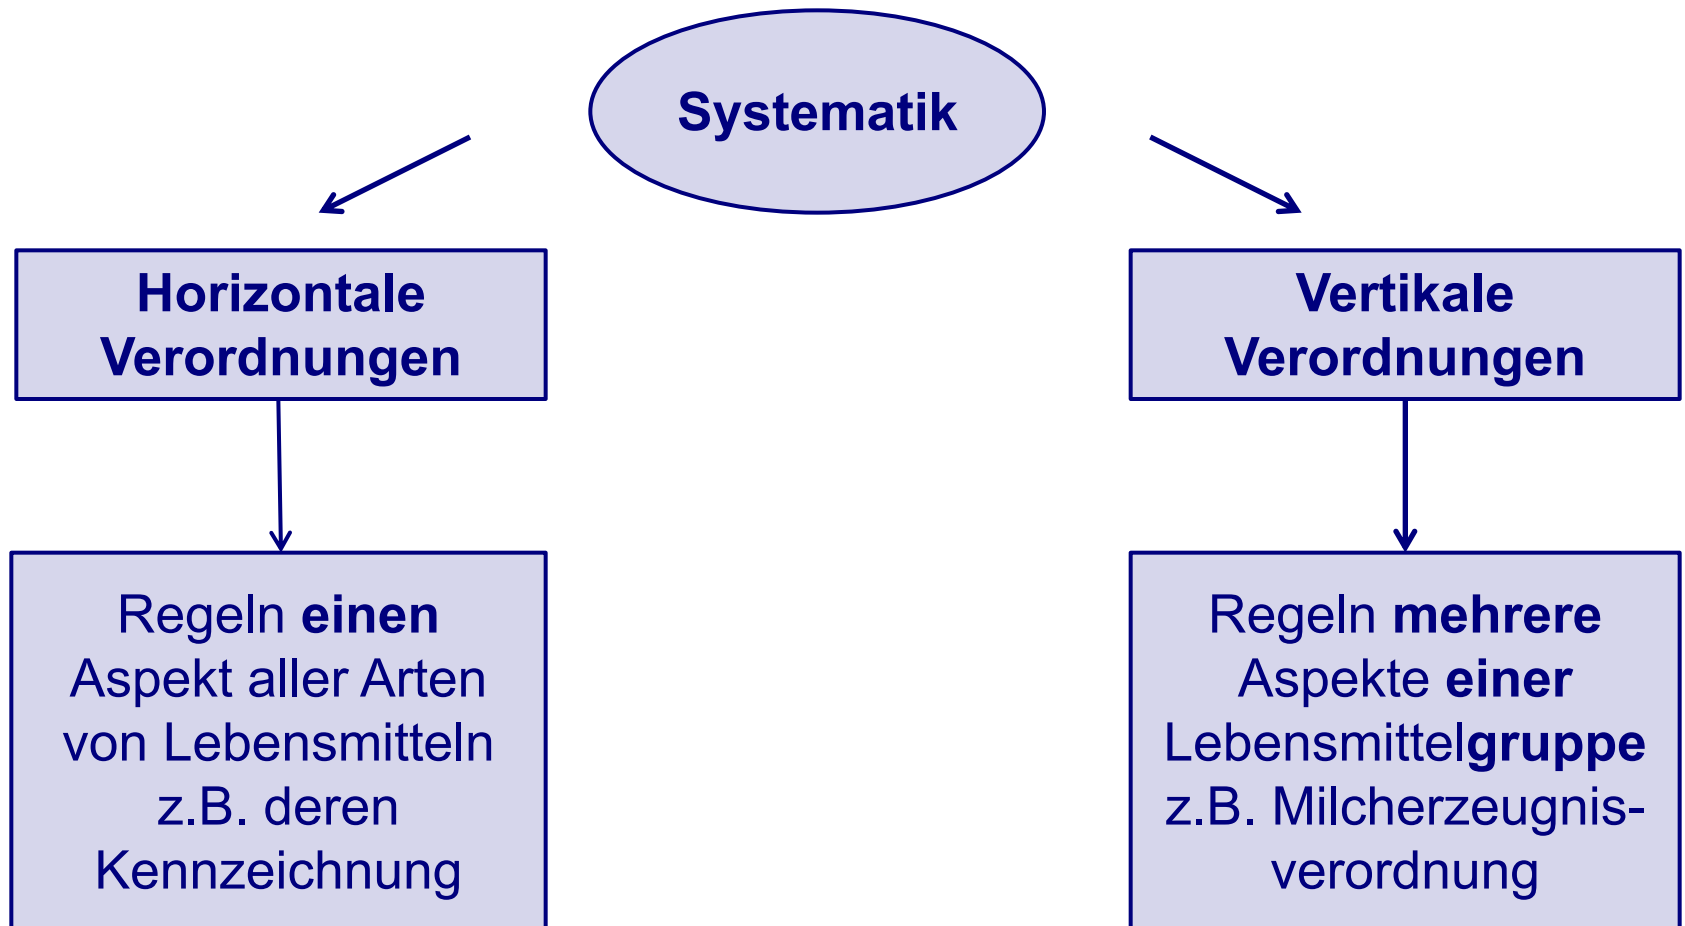 Systematik
Horizontale
Verordnungen
Regeln einen
Aspekt aller Arten
von Lebensmitteln
z.B. deren
Kennzeichnung
Vertikale
Verordnungen
Regeln mehrere
Aspekte einer
Lebensmittelgruppe
z.B. Milcherzeugnis-
verordnung